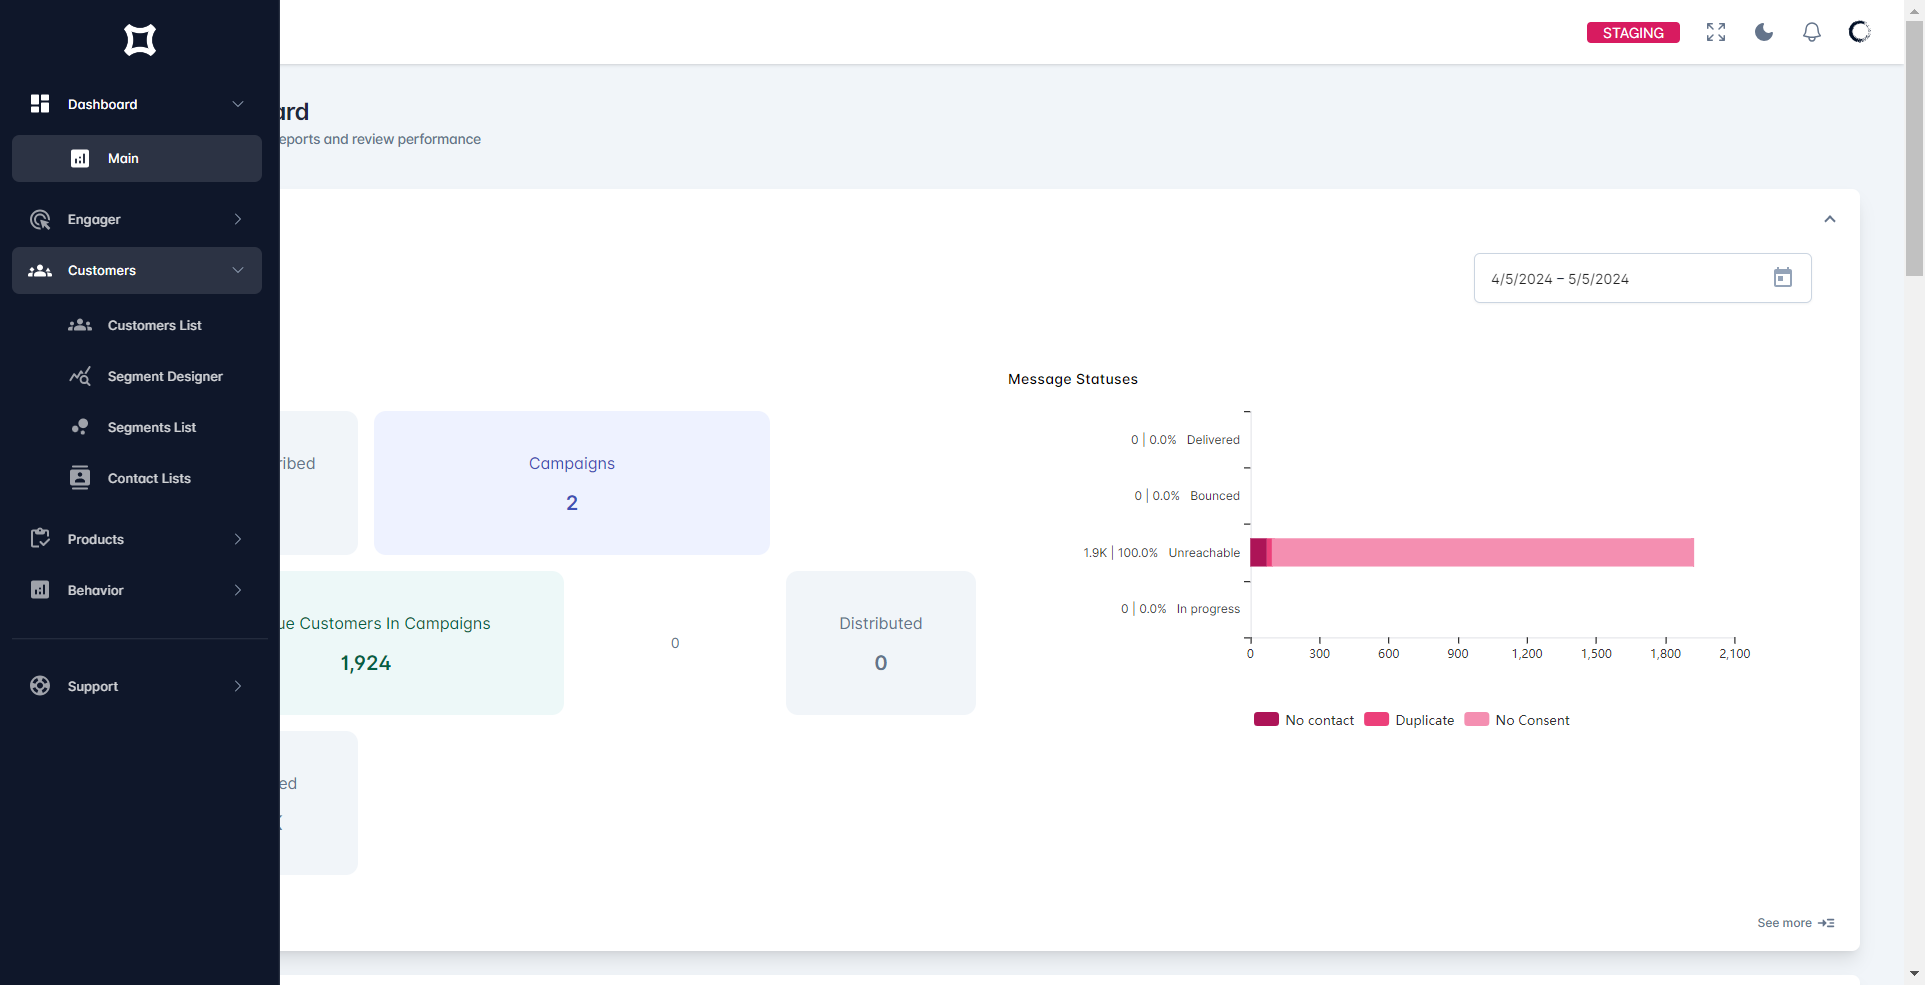 Dashboard
Main
Engager
Customers
Customers List
Segment Designer
Segments List
Contact Lists
Products
Behavior
Support
STAGING
eports and review performance
4/5/2024 – 5/5/2024
Campaigns
2
ue Customers In Campaigns
1,924
0
Distributed
0
Message Statuses
0 | 0.0% Delivered
0 | 0.0% Bounced
1.9K | 100.0% Unreachable
0 | 0.0% In progress
0 300 600 900 1,200 1,500 1,800 2,100
No contact Duplicate No Consent
See more